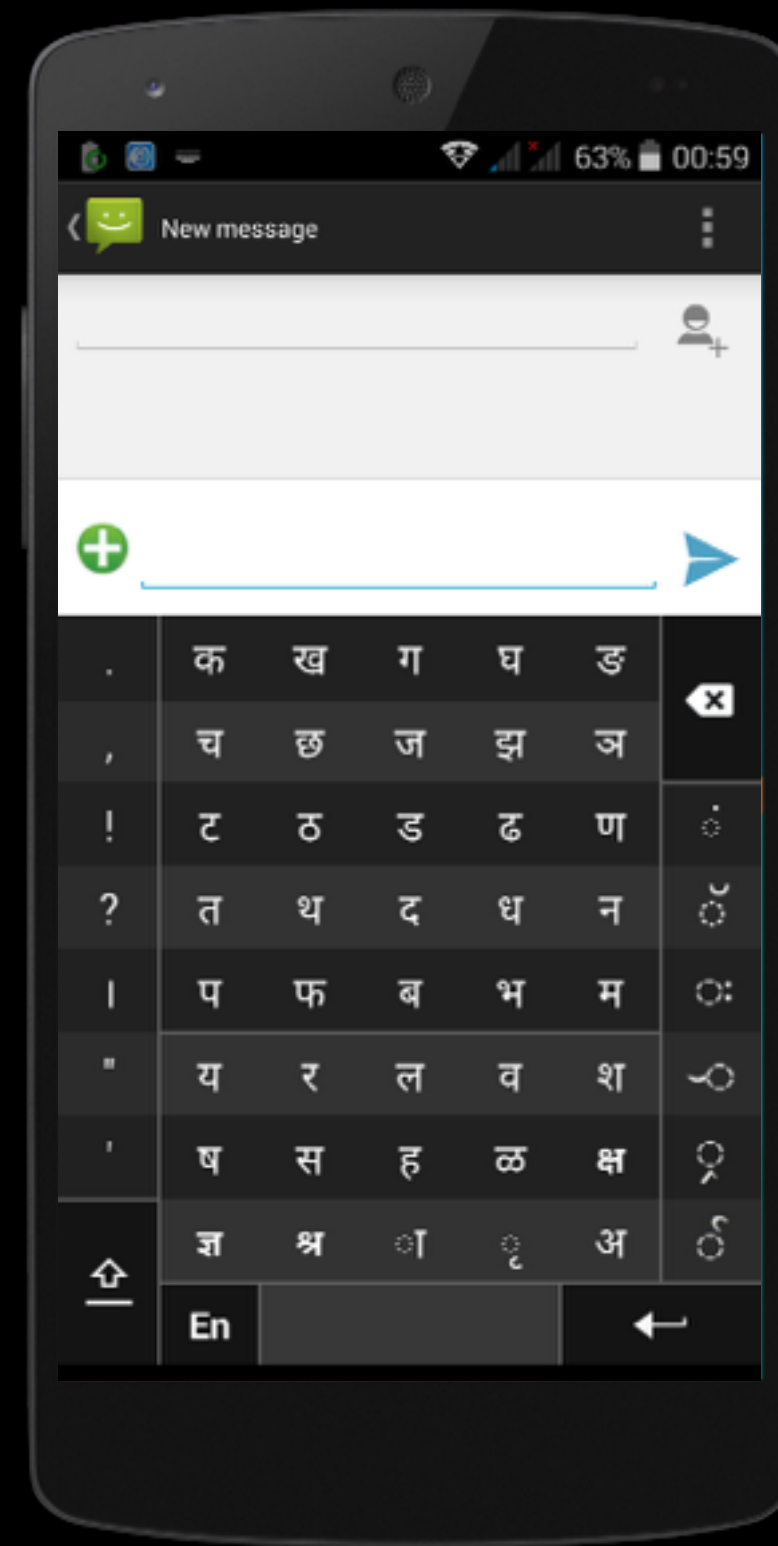 63% 00:59
New message
. क ख ग घ ङ
, च छ ज झ ञ
! ट ठ ड ढ ण ं
? त थ द ध न ॅ
। प फ ब भ म ः
" य र ल व श
' ष स ह ळ क्ष ्र
ज्ञ श्र ा ृ अ र्
En